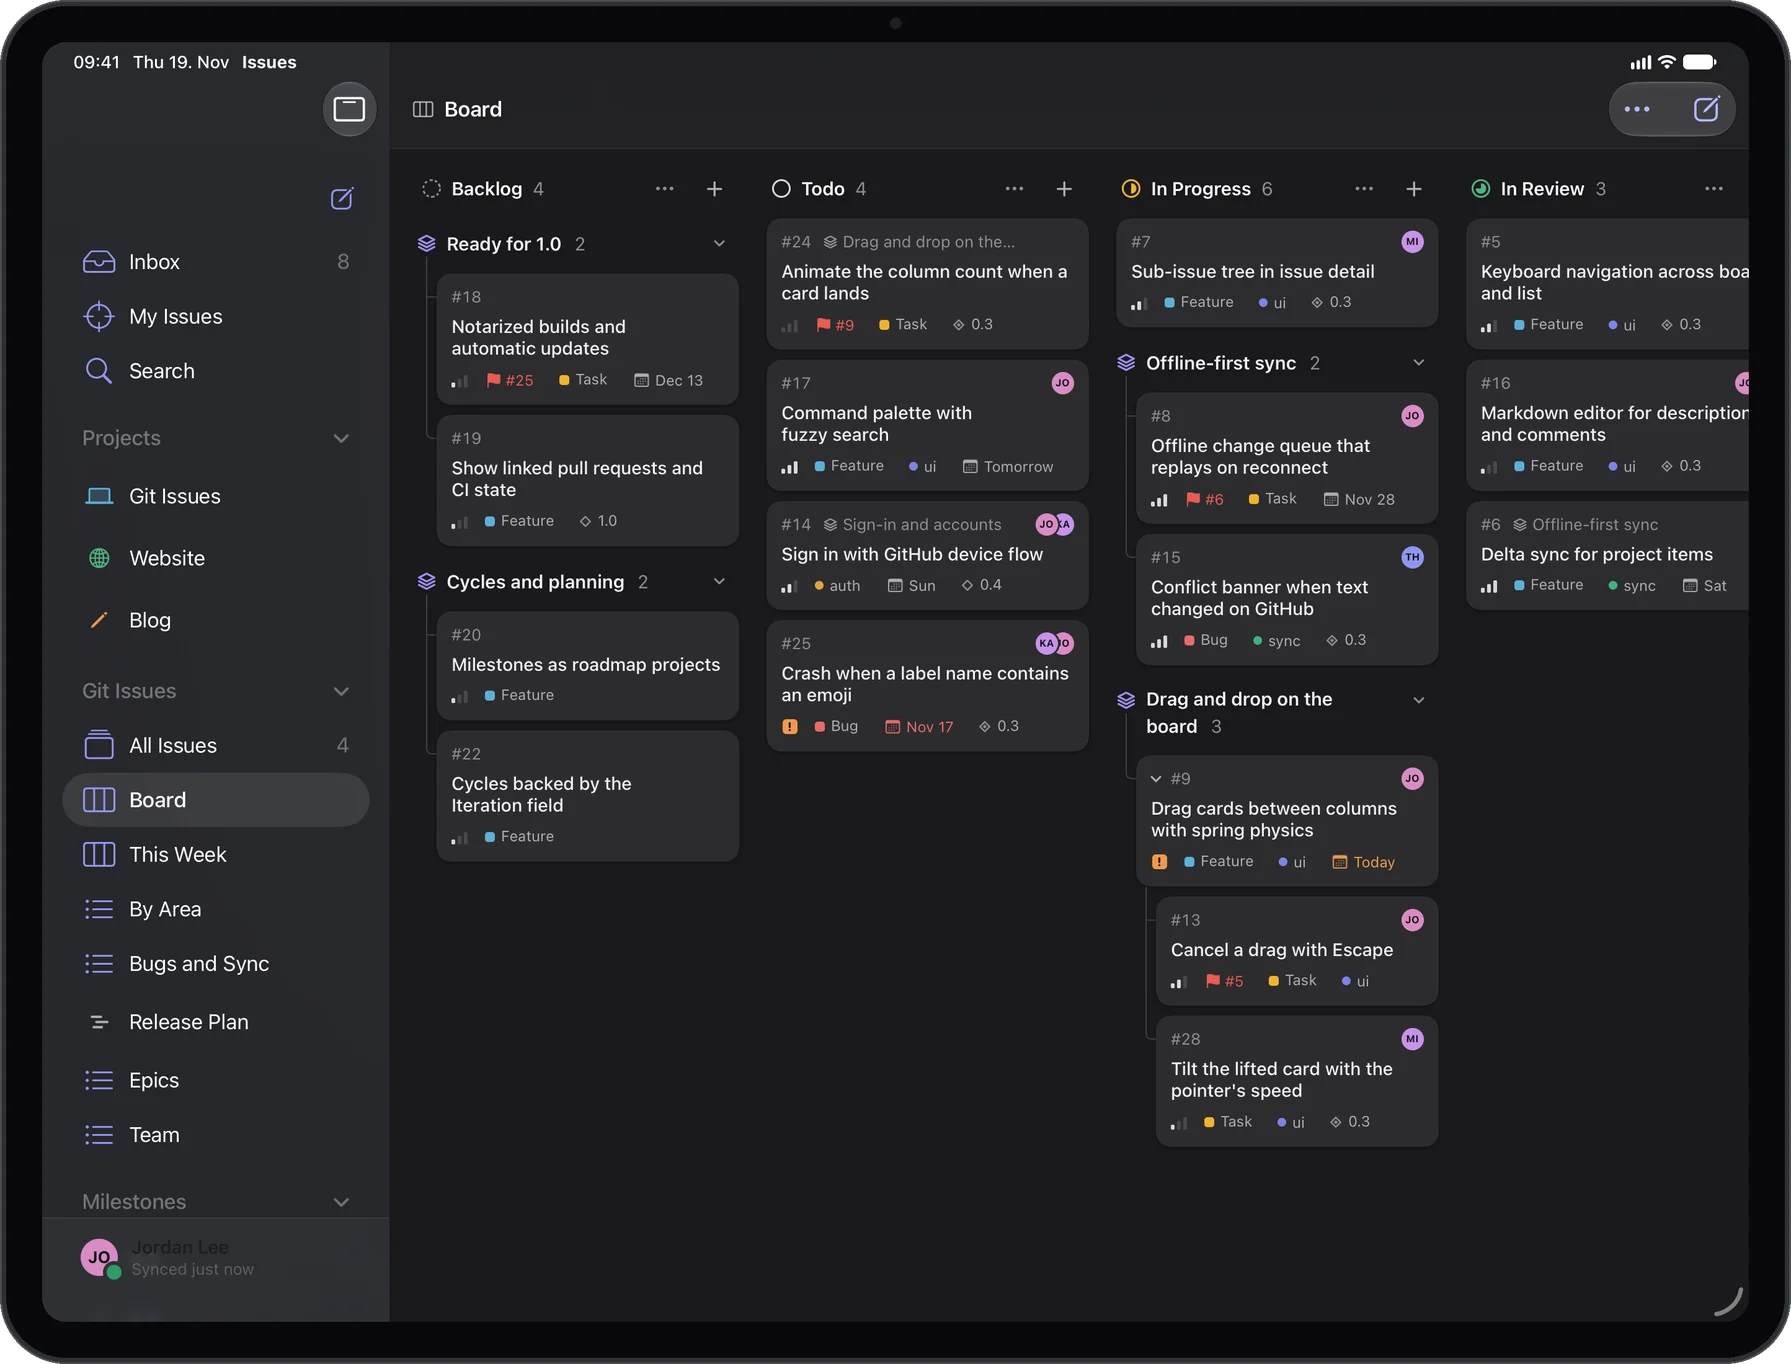 09:41 Thu 19. Nov Issues
Inbox 8
My Issues
Search
Projects
Git Issues
Website
Blog
Git Issues
All Issues 4
Board
This Week
By Area
Bugs and Sync
Release Plan
Epics
Team
Milestones
JO
Jordan Lee
Synced just now
Board
Backlog 4
Ready for 1.0 2
#18
Notarized builds and
automatic updates
#25 Task Dec 13
#19
Show linked pull requests and
CI state
Feature 1.0
Cycles and planning 2
#20
Milestones as roadmap projects
Feature
#22
Cycles backed by the
Iteration field
Feature
Todo 4
#24 Drag and drop on the...
Animate the column count when a
card lands
#9 Task 0.3
#17 JO
Command palette with
fuzzy search
Feature ui Tomorrow
#14 Sign-in and accounts JO KA
Sign in with GitHub device flow
auth Sun 0.4
#25 KA JO
Crash when a label name contains
an emoji
Bug Nov 17 0.3
In Progress 6
#7 MI
Sub-issue tree in issue detail
Feature ui 0.3
Offline-first sync 2
#8 JO
Offline change queue that
replays on reconnect
#6 Task Nov 28
#15 TH
Conflict banner when text
changed on GitHub
Bug sync 0.3
Drag and drop on the
board 3
#9 JO
Drag cards between columns
with spring physics
Feature ui Today
#13 JO
Cancel a drag with Escape
#5 Task ui
#28 MI
Tilt the lifted card with the
pointer's speed
Task ui 0.3
In Review 3
#5
Keyboard navigation across boa
and list
Feature ui 0.3
#16
Markdown editor for description
and comments
Feature ui 0.3
#6 Offline-first sync
Delta sync for project items
Feature sync Sat